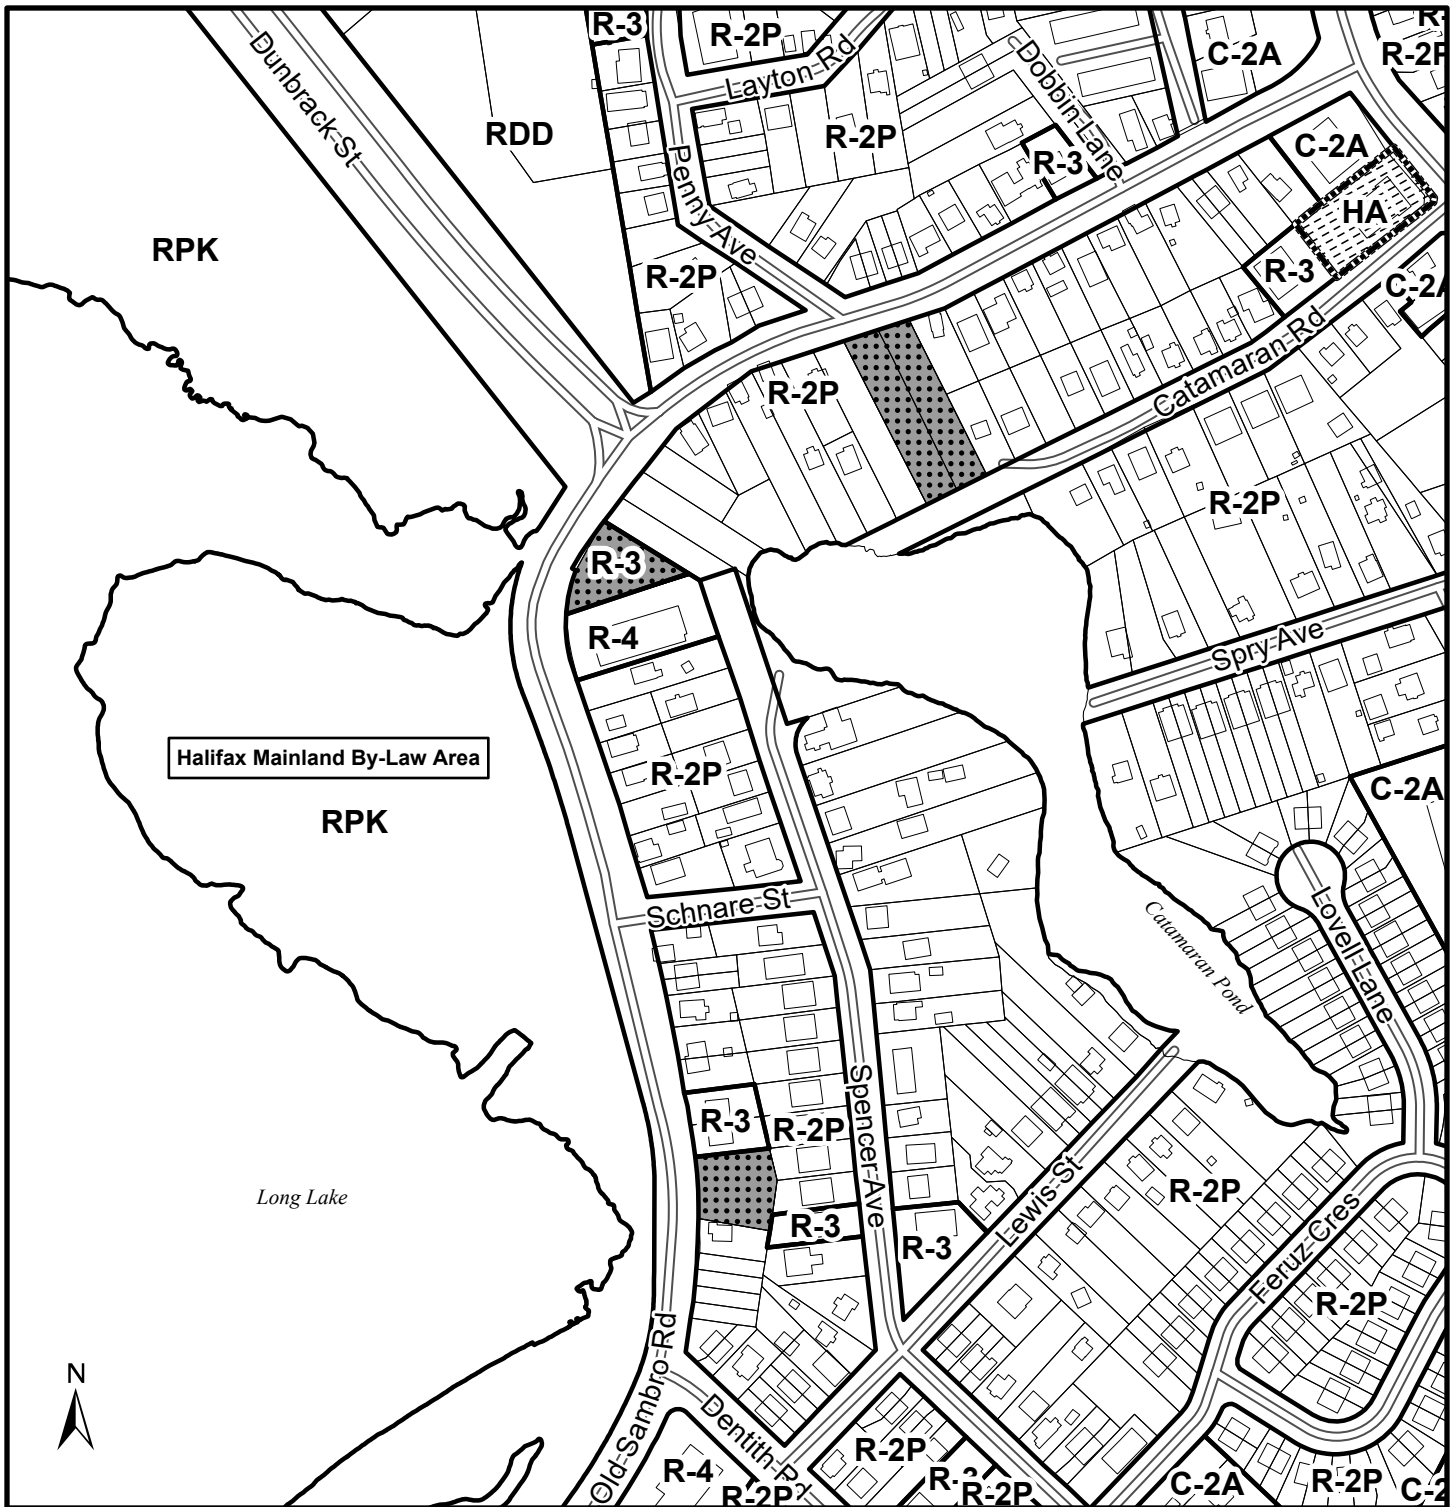 R-3
R-2P
C-2A
R-2P
Dunbrack St
Layton Rd
Dobbin Lane
RDD
R-2P
R-3
C-2A
Penny Ave
HA
RPK
R-2P
R-3
C-2A
Catamaran Rd
R-2P
R-2P
R-3
R-4
Spry Ave
Halifax Mainland By-Law Area
R-2P
C-2A
RPK
Schnare St
Lovell Lane
Catamaran Pond
R-3
R-2P
Spencer Ave
Long Lake
R-2P
R-3
R-3
Lewis St
Feruz Cres
R-2P
N
Old Sambro Rd
Dentith Rd
R-4
R-2P
R-2P
R-2P
C-2A
R-2P